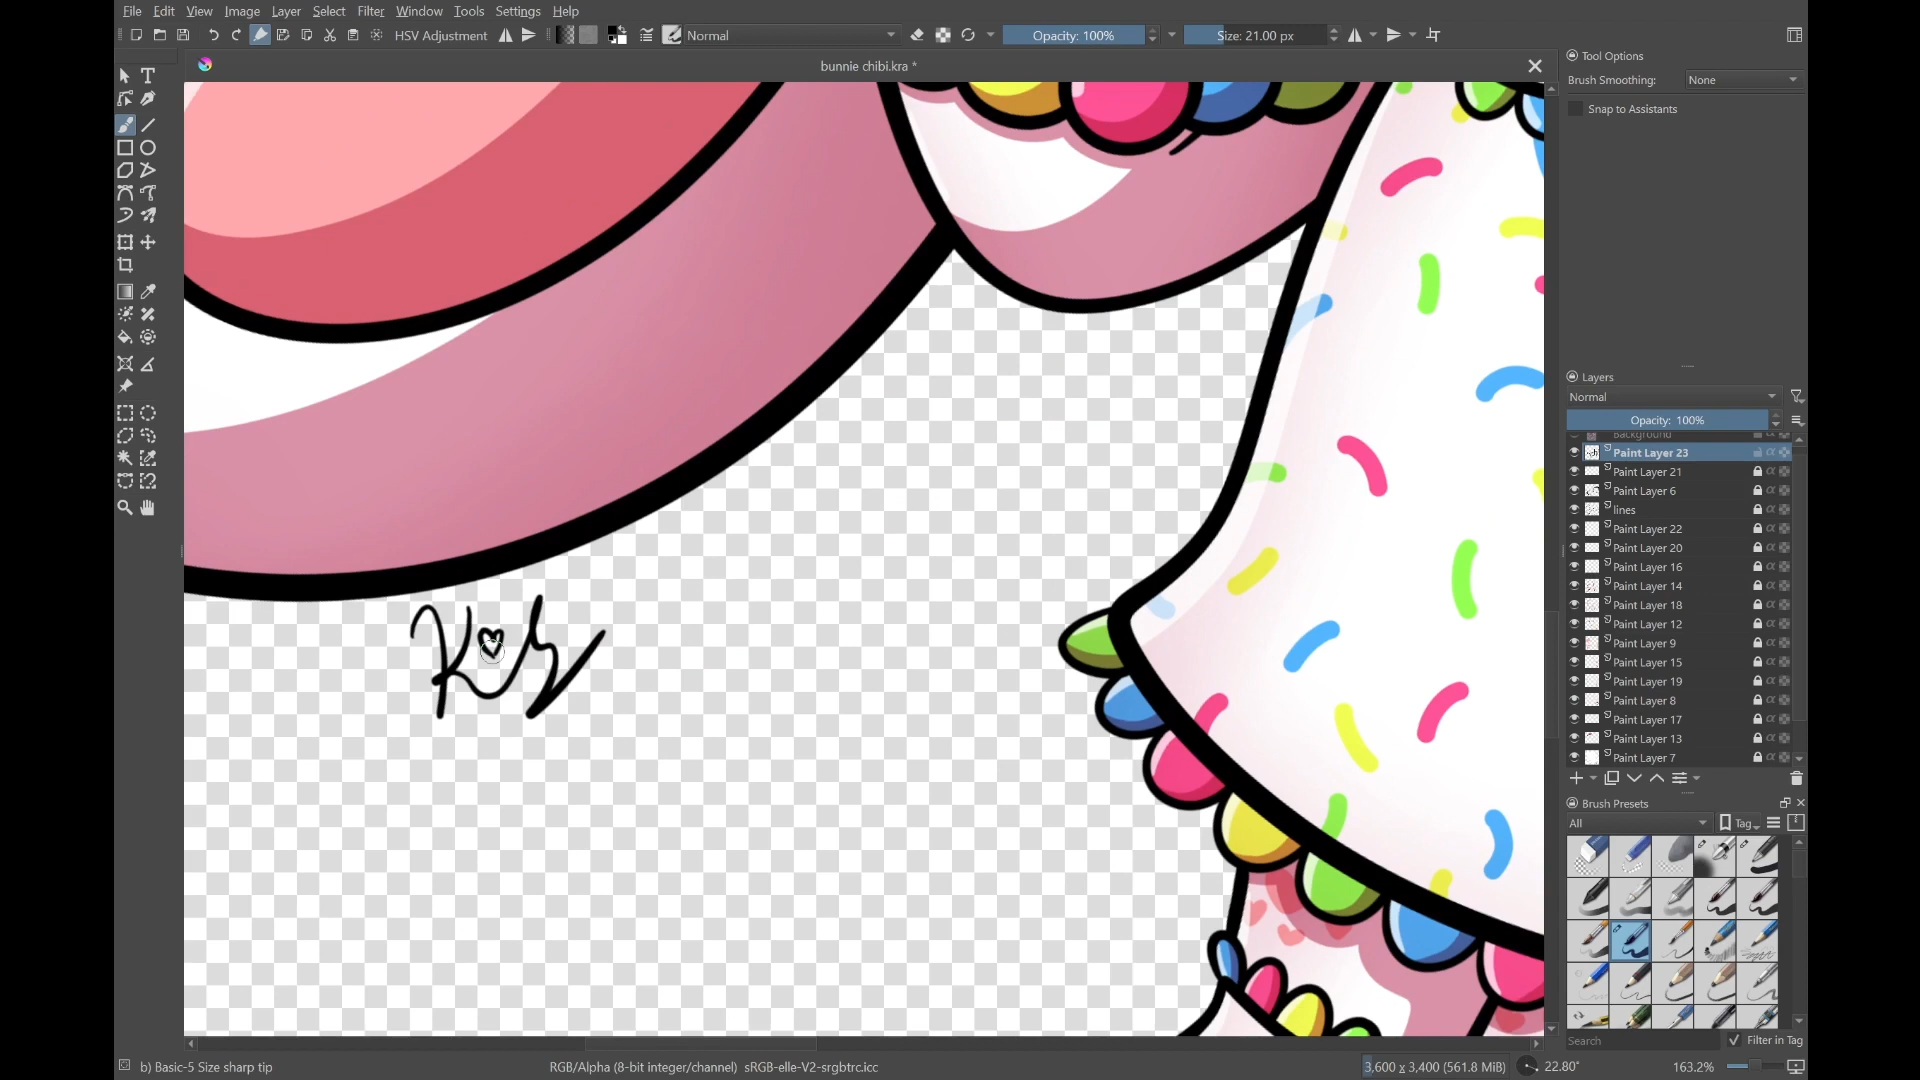 File Edit View Image Layer Select Filter Window Tools Settings Help
HSV Adjustment Normal Opacity: 100% Size: 21.00 px
bunnie chibi.kra *
Tool Options
Brush Smoothing: None
Snap to Assistants
Layers
Normal
Opacity: 100%
Background
Paint Layer 23
Paint Layer 21
Paint Layer 6
lines
Paint Layer 22
Paint Layer 20
Paint Layer 16
Paint Layer 14
Paint Layer 18
Paint Layer 12
Paint Layer 9
Paint Layer 15
Paint Layer 19
Paint Layer 8
Paint Layer 17
Paint Layer 13
Paint Layer 7
Brush Presets
All Tag
Search Filter in Tag
b) Basic-5 Size sharp tip RGB/Alpha (8-bit integer/channel) sRGB-elle-V2-srgbtrc.icc 3,600 x 3,400 (561.8 MiB) 22.80° 163.2%